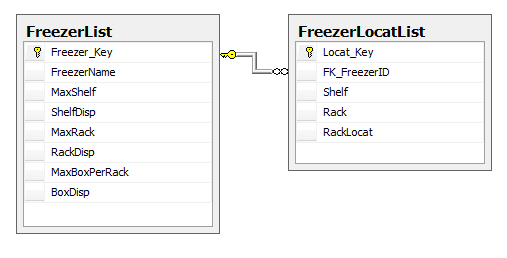 FreezerList
Freezer_Key
FreezerName
MaxShelf
ShelfDisp
MaxRack
RackDisp
MaxBoxPerRack
BoxDisp
FreezerLocatList
Locat_Key
FK_FreezerID
Shelf
Rack
RackLocat